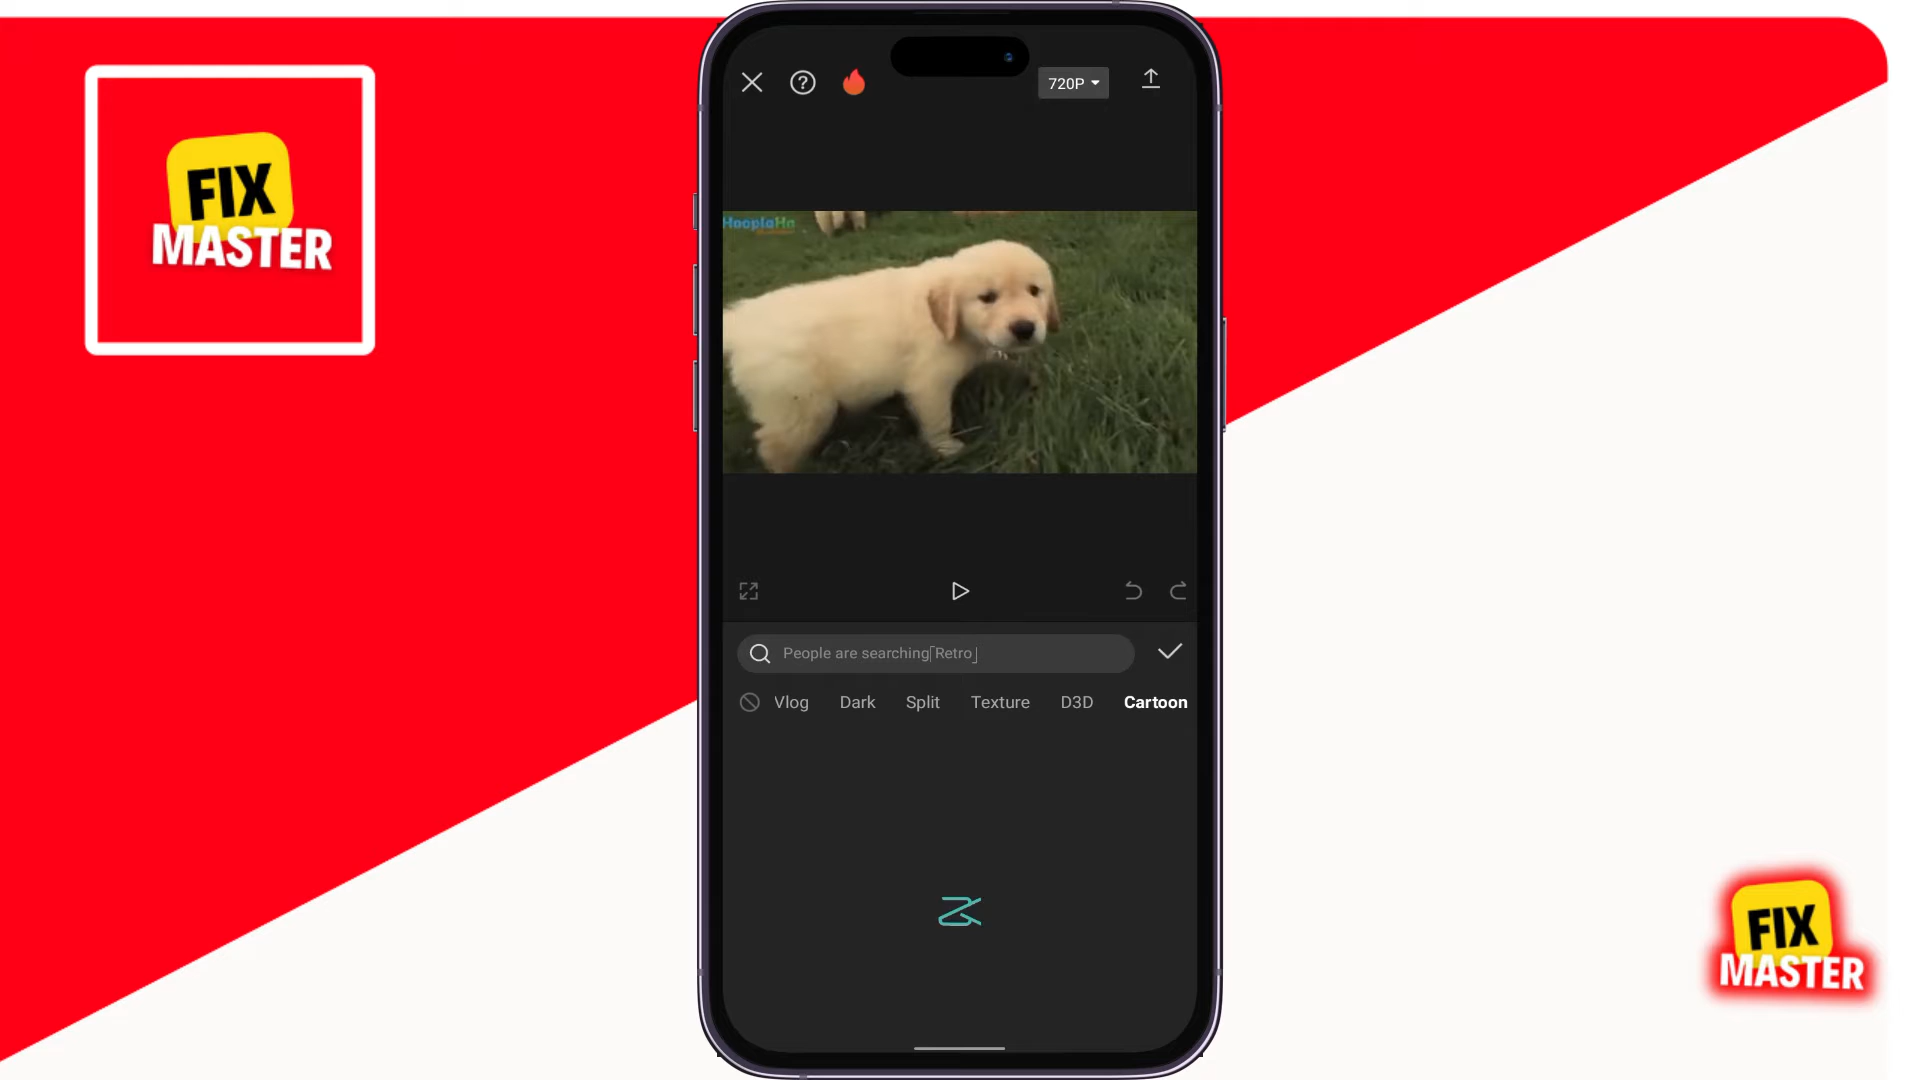 FIX
MASTER
720P
HooplaHa
People are searching「Retro」
Vlog Dark Split Texture D3D Cartoon
FIX
MASTER